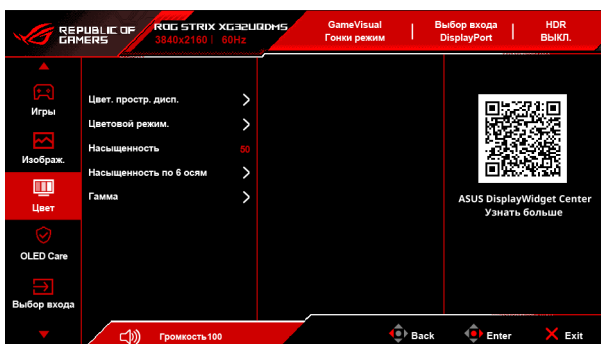 REPUBLIC OF
GAMERS
ROG STRIX XG32UQDMS
3840x2160 | 60Hz
GameVisual
Гонки режим
Выбор входа
DisplayPort
HDR
ВЫКЛ.
Игры
Изображ.
Цвет
OLED Care
Выбор входа
Цвет. простр. дисп.
Цветовой режим.
Насыщенность 50
Насыщенность по 6 осям
Гамма
ASUS DisplayWidget Center
Узнать больше
Громкость100
Back
Enter
Exit